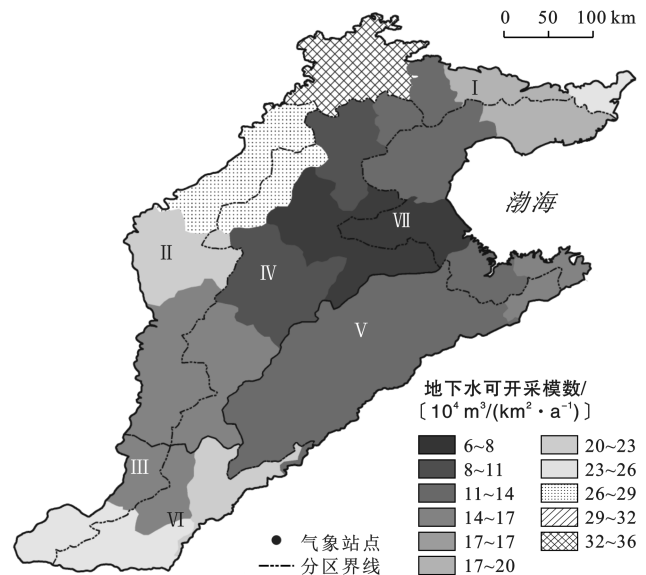 0 50 100 km
I
渤海
VII
II
IV
V
地下水可开采模数/
〔10⁴ m³/(km²·a⁻¹)〕
6~8 20~23
8~11 23~26
11~14 26~29
III
14~17 29~32
VI
气象站点 17~17 32~36
分区界线 17~20